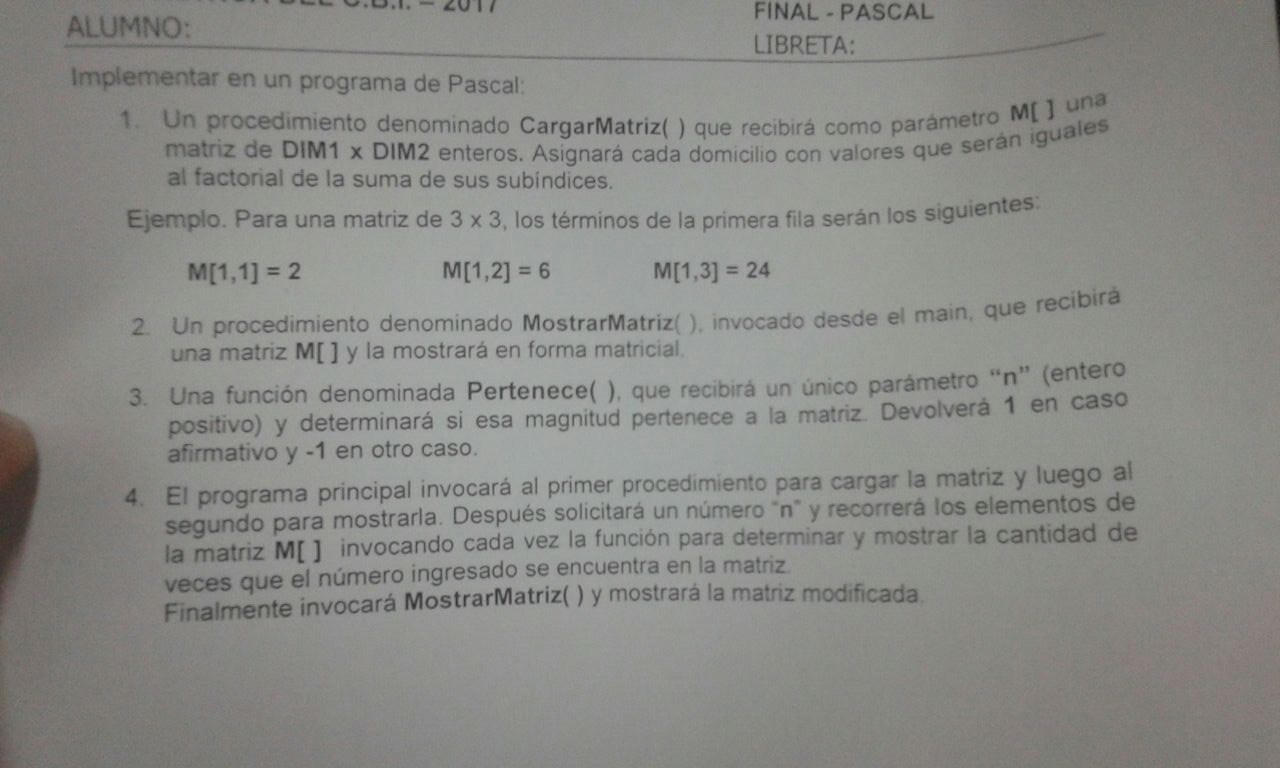 DEL C.B.I. – 2017
FINAL - PASCAL
ALUMNO:
LIBRETA:
Implementar en un programa de Pascal:
1. Un procedimiento denominado CargarMatriz( ) que recibirá como parámetro M[ ] una
matriz de DIM1 x DIM2 enteros. Asignará cada domicilio con valores que serán iguales
al factorial de la suma de sus subíndices.
Ejemplo. Para una matriz de 3 x 3, los términos de la primera fila serán los siguientes:
M[1,1] = 2 M[1,2] = 6 M[1,3] = 24
2. Un procedimiento denominado MostrarMatriz( ), invocado desde el main, que recibirá
una matriz M[ ] y la mostrará en forma matricial.
3. Una función denominada Pertenece( ), que recibirá un único parámetro “n” (entero
positivo) y determinará si esa magnitud pertenece a la matriz. Devolverá 1 en caso
afirmativo y -1 en otro caso.
4. El programa principal invocará al primer procedimiento para cargar la matriz y luego al
segundo para mostrarla. Después solicitará un número “n” y recorrerá los elementos de
la matriz M[ ] invocando cada vez la función para determinar y mostrar la cantidad de
veces que el número ingresado se encuentra en la matriz.
Finalmente invocará MostrarMatriz( ) y mostrará la matriz modificada.